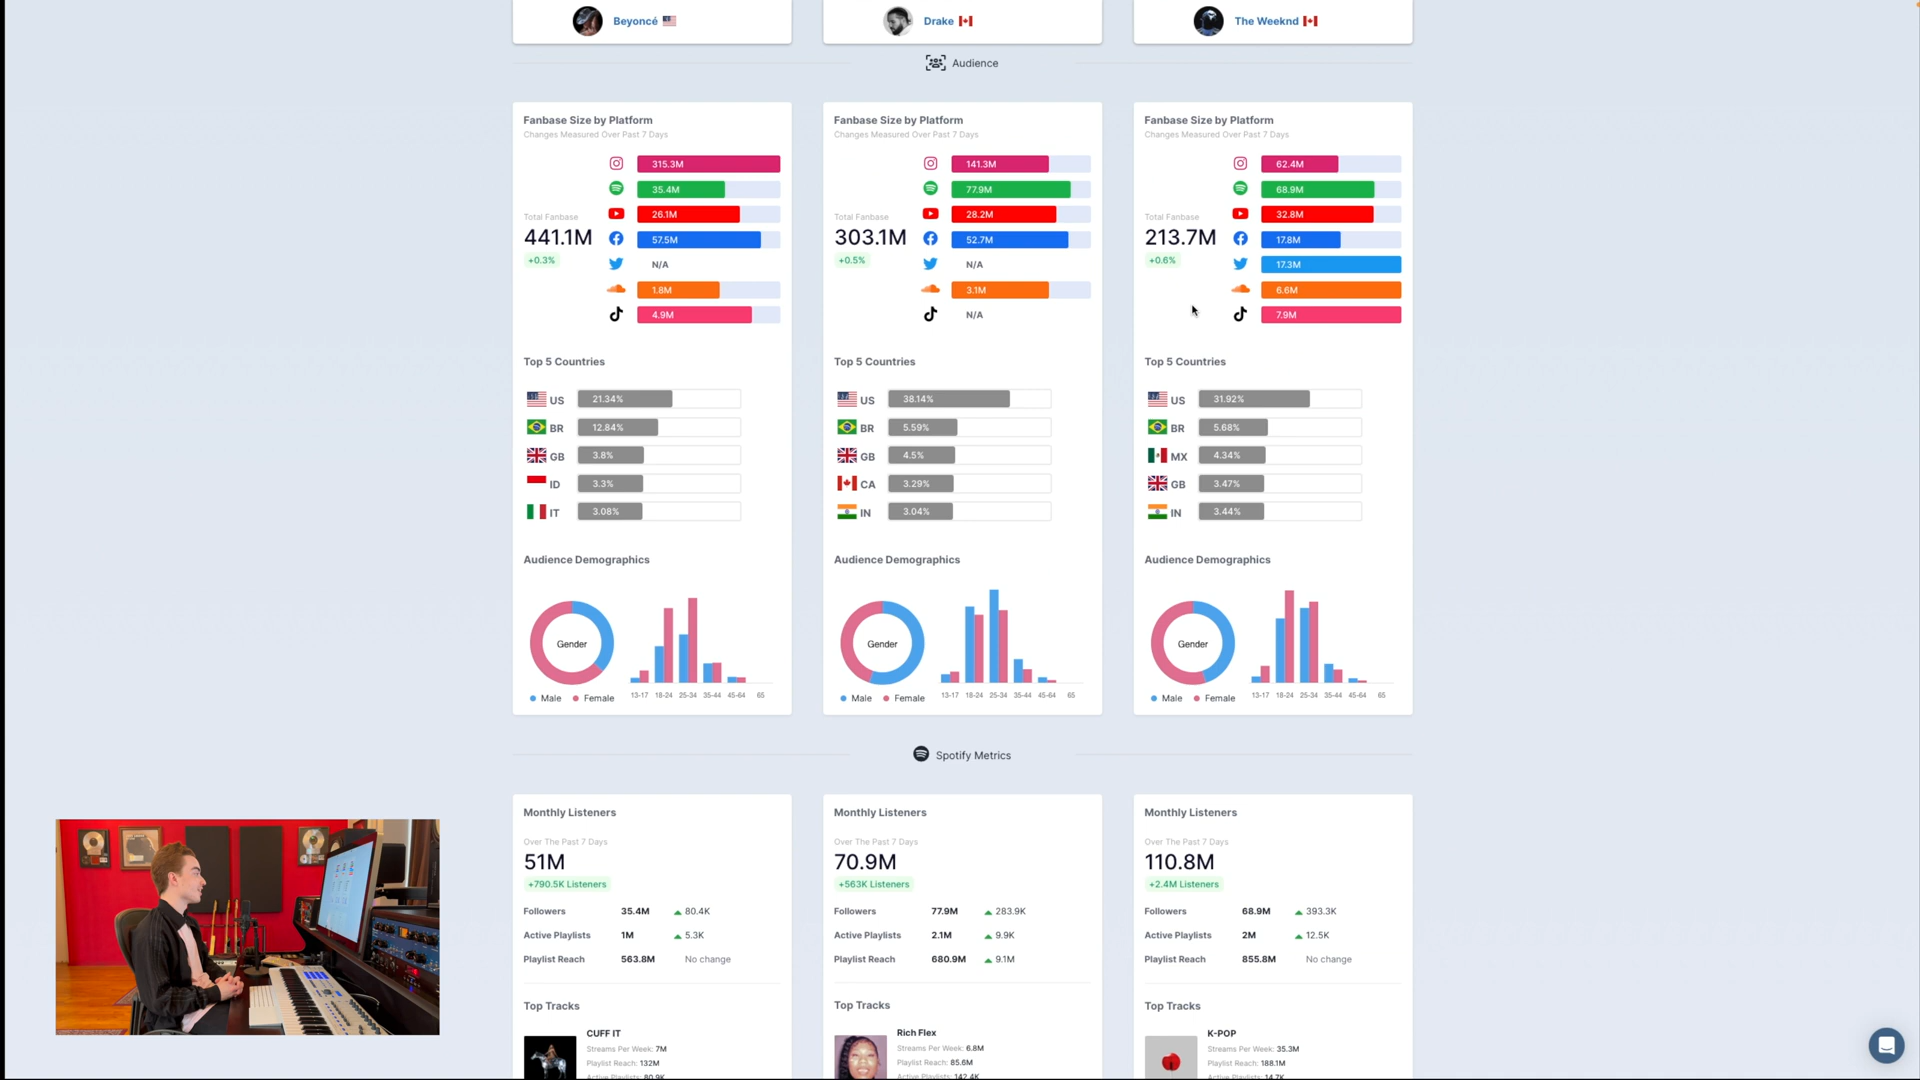 Beyoncé
Drake
The Weeknd
Audience
Fanbase Size by Platform
Changes Measured Over Past 7 Days
Total Fanbase
441.1M
+0.3%
315.3M
35.4M
26.1M
57.5M
N/A
1.8M
4.9M
Top 5 Countries
US 21.34%
BR 12.84%
GB 3.8%
ID 3.3%
IT 3.08%
Audience Demographics
Gender
Male Female
13-17 18-24 25-34 35-44 45-64 65
Fanbase Size by Platform
Changes Measured Over Past 7 Days
Total Fanbase
303.1M
+0.5%
141.3M
77.9M
28.2M
52.7M
N/A
3.1M
N/A
Top 5 Countries
US 38.14%
BR 5.59%
GB 4.5%
CA 3.29%
IN 3.04%
Audience Demographics
Gender
Male Female
13-17 18-24 25-34 35-44 45-64 65
Fanbase Size by Platform
Changes Measured Over Past 7 Days
Total Fanbase
213.7M
+0.6%
62.4M
68.9M
32.8M
17.8M
17.3M
6.6M
7.9M
Top 5 Countries
US 31.92%
BR 5.68%
MX 4.34%
GB 3.47%
IN 3.44%
Audience Demographics
Gender
Male Female
13-17 18-24 25-34 35-44 45-64 65
Spotify Metrics
Monthly Listeners
Over The Past 7 Days
51M
+790.5K Listeners
Followers 35.4M 80.4K
Active Playlists 1M 5.3K
Playlist Reach 563.8M No change
Top Tracks
CUFF IT
Streams Per Week: 7M
Playlist Reach: 132M
Active Playlists: 80.9K
Monthly Listeners
Over The Past 7 Days
70.9M
+563K Listeners
Followers 77.9M 283.9K
Active Playlists 2.1M 9.9K
Playlist Reach 680.9M 9.1M
Top Tracks
Rich Flex
Streams Per Week: 6.8M
Playlist Reach: 85.6M
Active Playlists: 142.4K
Monthly Listeners
Over The Past 7 Days
110.8M
+2.4M Listeners
Followers 68.9M 393.3K
Active Playlists 2M 12.5K
Playlist Reach 855.8M No change
Top Tracks
K-POP
Streams Per Week: 35.3M
Playlist Reach: 188.1M
Active Playlists: 14.7K